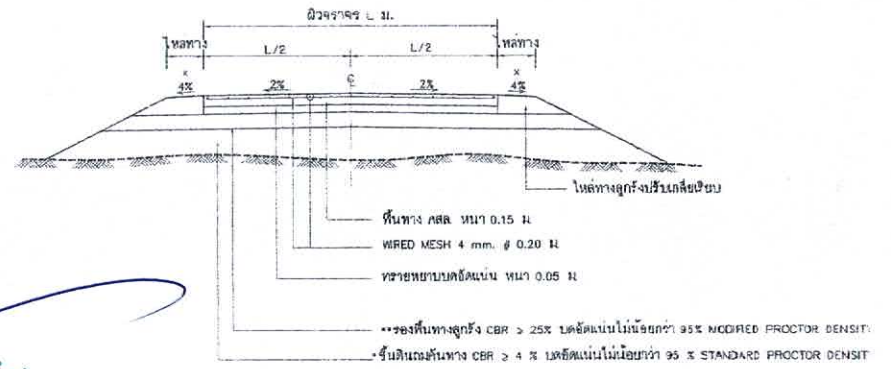 ผิวจราจร L ม.
ไหล่ทาง L/2 L/2 ไหล่ทาง
x ℄ x
4% 2% 2% 4%
ไหล่ทางลูกรังปรับเกลี่ยเรียบ
พื้นทาง คสล. หนา 0.15 ม
WIRED MESH 4 mm. # 0.20 ม
ทรายหยาบบดอัดแน่น หนา 0.05 ม
**รองพื้นทางลูกรัง CBR ≥ 25% บดอัดแน่นไม่น้อยกว่า 95% MODIFIED PROCTOR DENSIT
*ชั้นดินถมคันทาง CBR ≥ 4 % บดอัดแน่นไม่น้อยกว่า 95 % STANDARD PROCTOR DENSIT